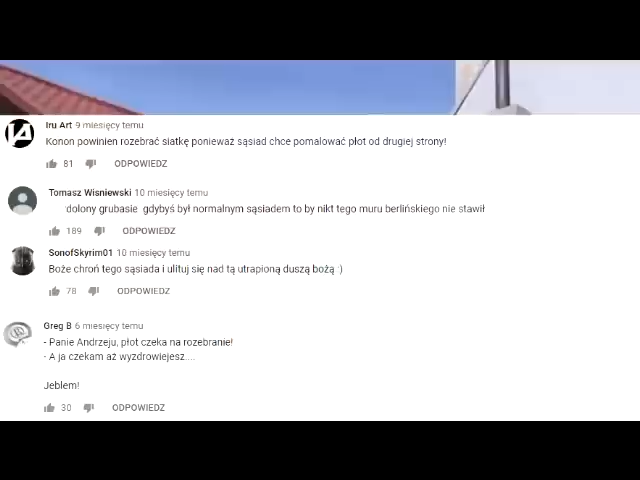 Iru Art 9 miesięcy temu
Konon powinien rozebrać siatkę ponieważ sąsiad chce pomalować płot od drugiej strony!
81 ODPOWIEDZ
Tomasz Wisniewski 10 miesięcy temu
dolony grubasie gdybyś był normalnym sąsiadem to by nikt tego muru berlińskiego nie stawił
189 ODPOWIEDZ
SonofSkyrim01 10 miesięcy temu
Boże chroń tego sąsiada i ulituj się nad tą utrapioną duszą bożą :)
78 ODPOWIEDZ
Greg B 6 miesięcy temu
- Panie Andrzeju, płot czeka na rozebranie!
- A ja czekam aż wyzdrowiejesz....
Jeblem!
30 ODPOWIEDZ